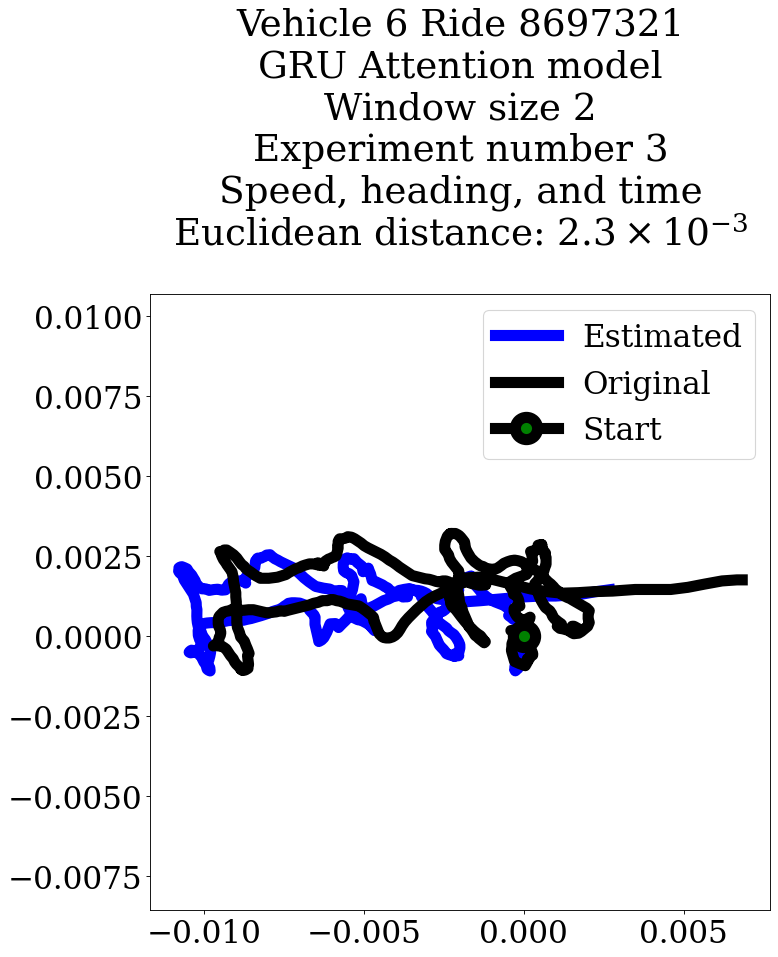 Vehicle 6 Ride 8697321
GRU Attention model
Window size 2
Experiment number 3
Speed, heading, and time
Euclidean distance: 2.3 × 10⁻³
Estimated
Original
Start
0.0100
0.0075
0.0050
0.0025
0.0000
−0.0025
−0.0050
−0.0075
−0.010
−0.005
0.000
0.005